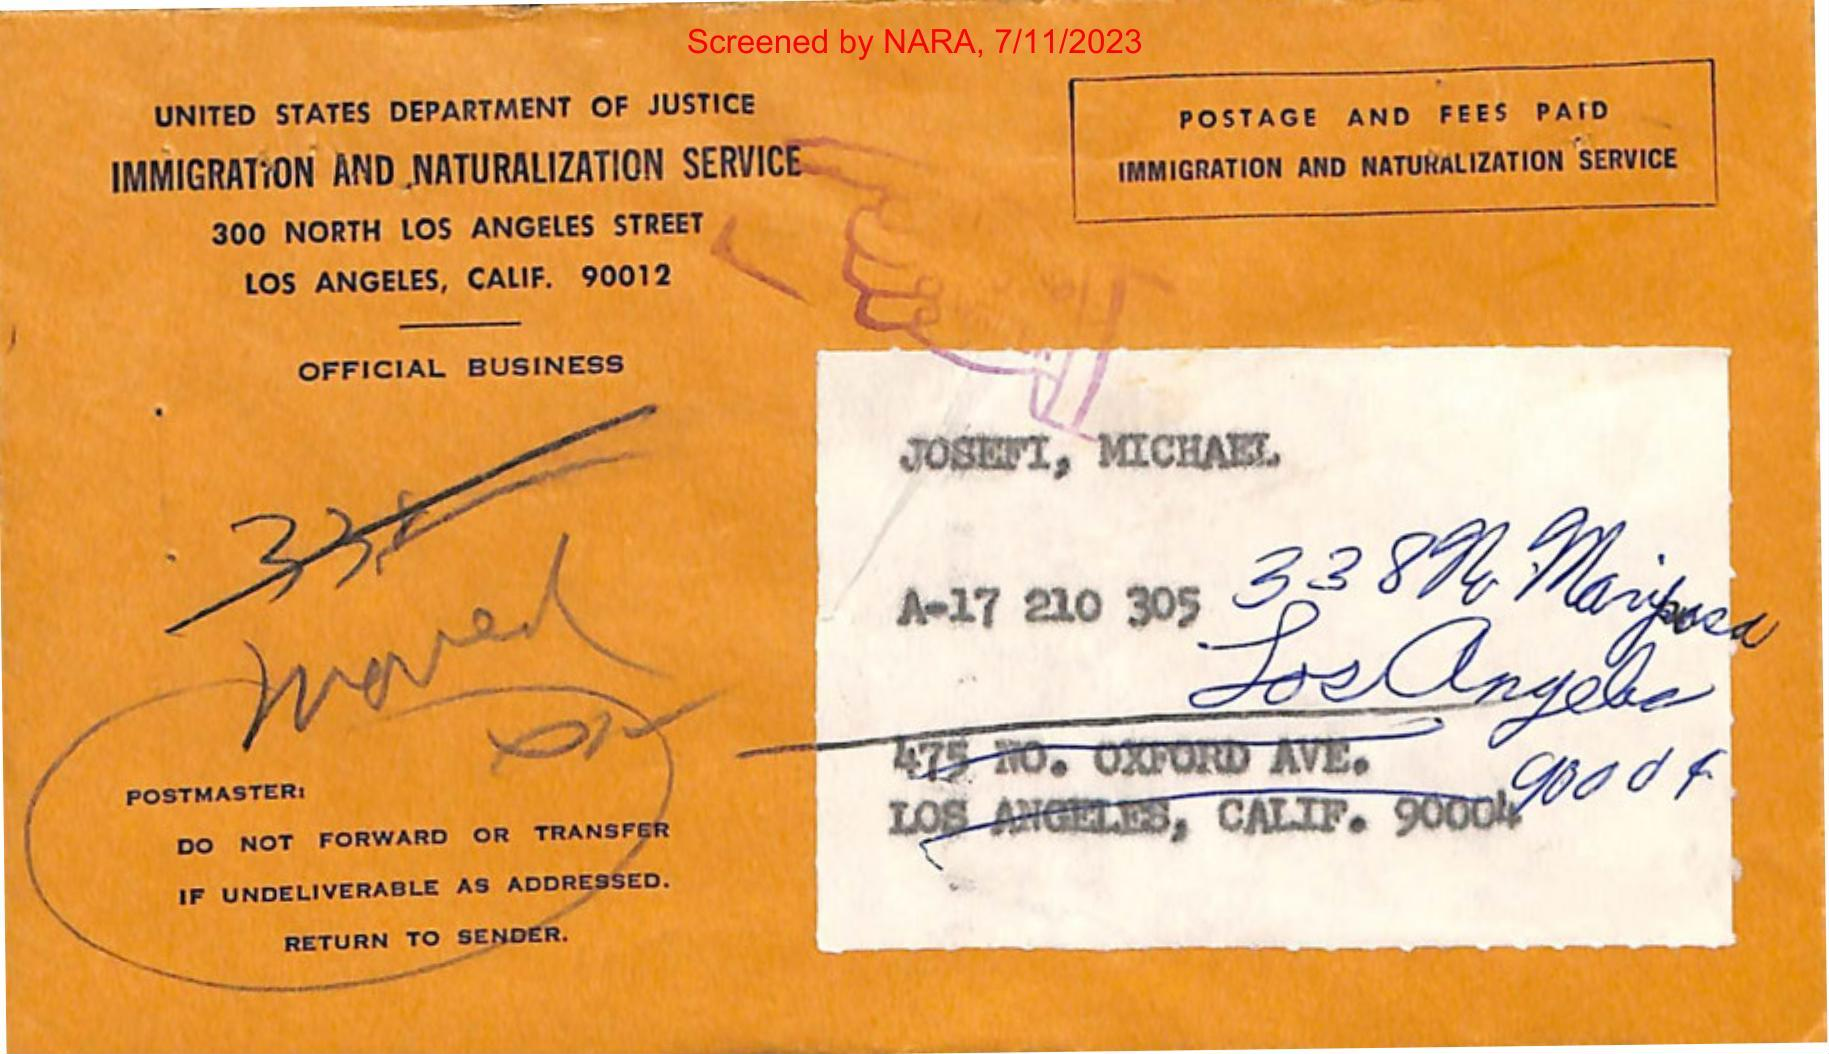 Screened by NARA, 7/11/2023
UNITED STATES DEPARTMENT OF JUSTICE
IMMIGRATION AND NATURALIZATION SERVICE
300 NORTH LOS ANGELES STREET
LOS ANGELES, CALIF. 90012
OFFICIAL BUSINESS
POSTAGE AND FEES PAID
IMMIGRATION AND NATURALIZATION SERVICE
33
moved
POSTMASTER:
DO NOT FORWARD OR TRANSFER
IF UNDELIVERABLE AS ADDRESSED.
RETURN TO SENDER.
JOSEFI, MICHAEL
A-17 210 305
338 No Mariposa
Los Angeles
90004
475 NO. OXFORD AVE.
LOS ANGELES, CALIF. 90004